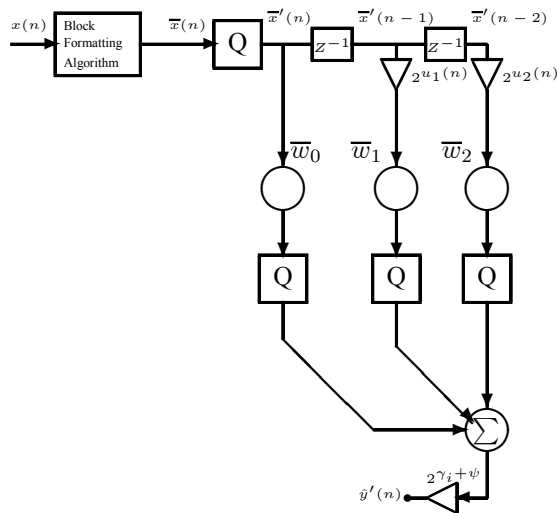 x(n)
Block
Formatting
Algorithm
x̅(n)
Q
x̅′(n)
z⁻¹
x̅′(n − 1)
z⁻¹
x̅′(n − 2)
2^{u₁(n)}
2^{u₂(n)}
w̅₀
w̅₁
w̅₂
Q
Q
Q
∑
2^{γᵢ+ψ}
ŷ′(n)